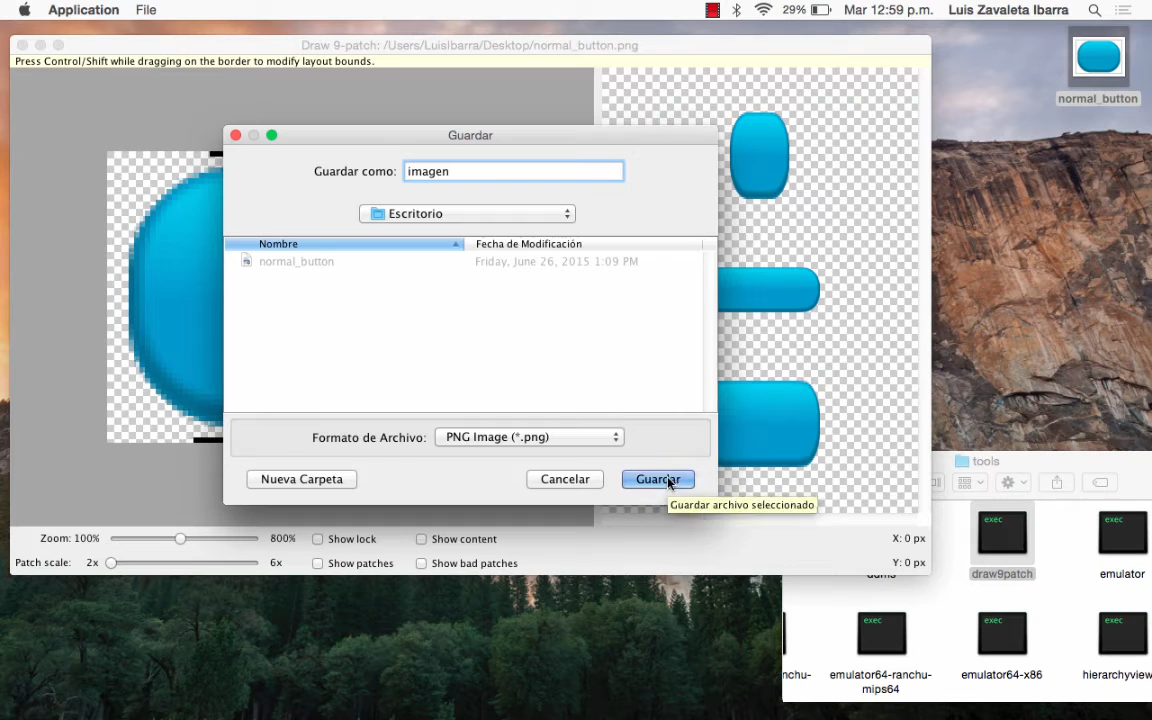 Application File 29% Mar 12:59 p.m. Luis Zavaleta Ibarra
Draw 9-patch: /Users/LuisIbarra/Desktop/normal_button.png
Press Control/Shift while dragging on the border to modify layout bounds.
normal_button
Guardar
Guardar como: imagen
Escritorio
Nombre Fecha de Modificación
normal_button Friday, June 26, 2015 1:09 PM
Formato de Archivo: PNG Image (*.png)
Nueva Carpeta Cancelar Guardar
Guardar archivo seleccionado
Zoom: 100% 800% Show lock Show content X: 0 px
Patch scale: 2x 6x Show patches Show bad patches Y: 0 px
tools
exec exec
ddms draw9patch emulator
exec exec exec
nchu- emulator64-ranchu- emulator64-x86 hierarchyview
mips64